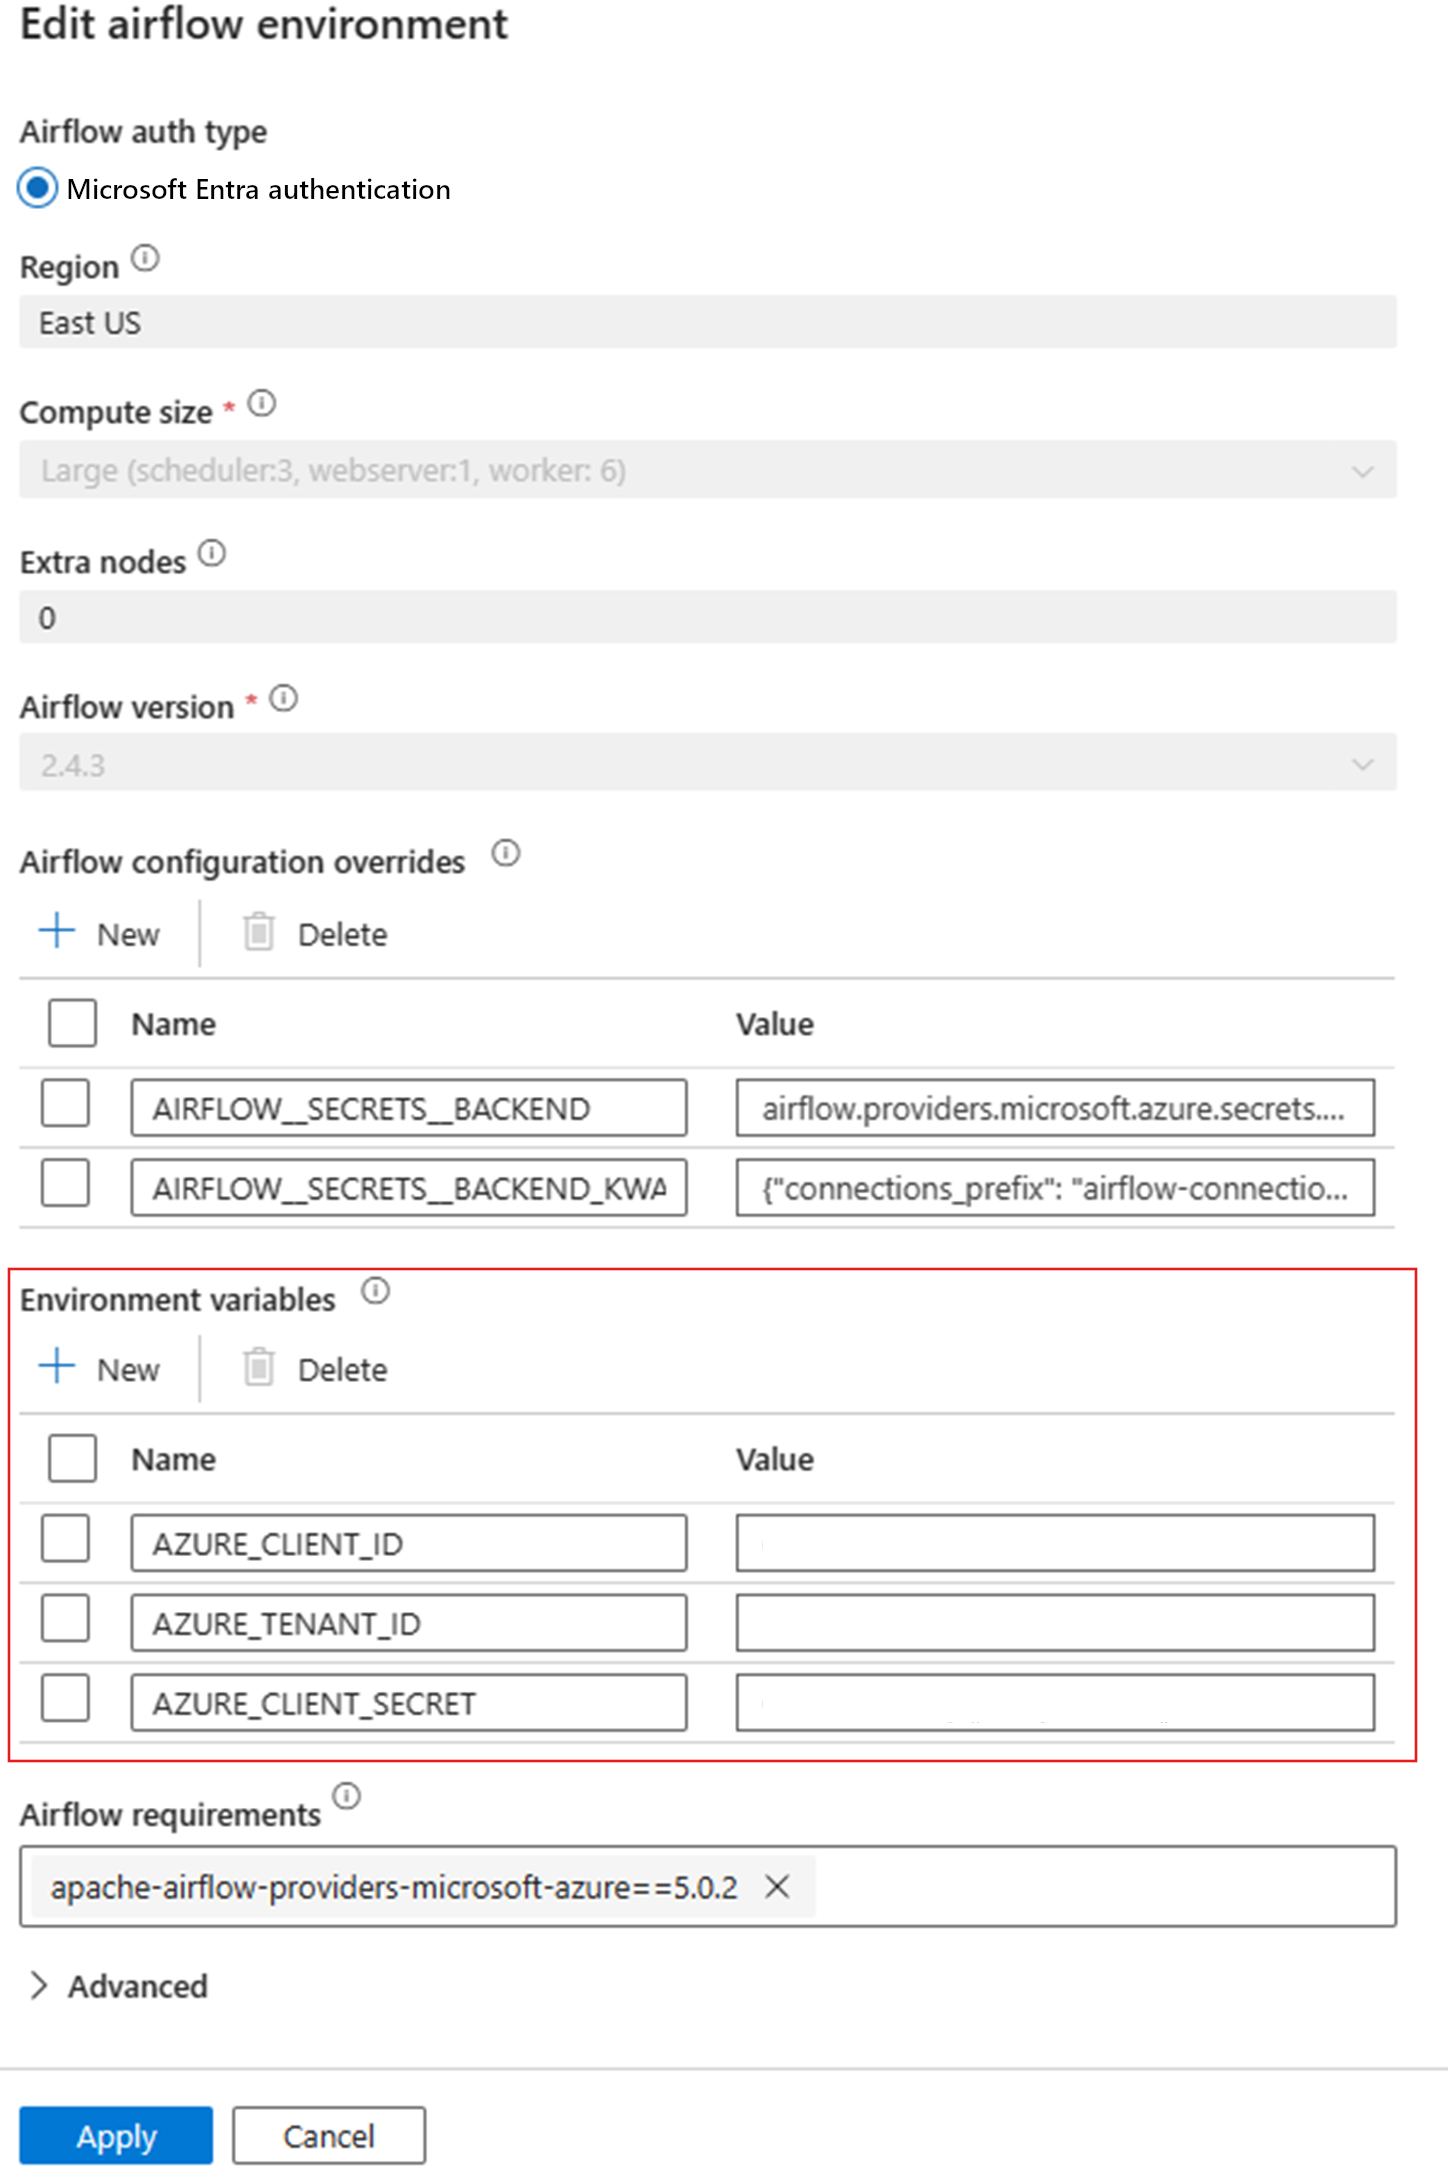 Edit airflow environment
Airflow auth type
Microsoft Entra authentication
Region
East US
Compute size *
Large (scheduler:3, webserver:1, worker: 6)
Extra nodes
0
Airflow version *
2.4.3
Airflow configuration overrides
New Delete
Name Value
AIRFLOW__SECRETS__BACKEND airflow.providers.microsoft.azure.secrets....
AIRFLOW__SECRETS__BACKEND_KWA {"connections_prefix": "airflow-connectio...
Environment variables
New Delete
Name Value
AZURE_CLIENT_ID
AZURE_TENANT_ID
AZURE_CLIENT_SECRET
Airflow requirements
apache-airflow-providers-microsoft-azure==5.0.2
Advanced
Apply Cancel